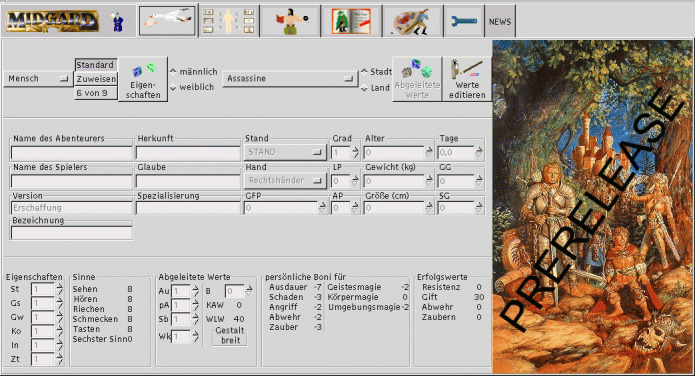 MIDGARD
NEWS
Mensch
Standard
Zuweisen
6 von 9
Eigen-
schaften
männlich
weiblich
Assassine
Stadt
Land
Abgeleitete
Werte
Werte
editieren
Name des Abenteurers Herkunft Stand Grad Alter Tage
STAND 1 0 0,0
Name des Spielers Glaube Hand LP Gewicht (kg) GG
Rechtshänder 0 0 0
Version Spezialisierung GFP AP Größe (cm) SG
Erschaffung 0 0 0 0
Bezeichnung
Eigenschaften
St 1
Gs 1
Gw 1
Ko 1
In 1
Zt 1
Sinne
Sehen 8
Hören 8
Riechen 8
Schmecken 8
Tasten 8
Sechster Sinn0
Abgeleitete Werte
Au 1 B 0
pA 1 KAW 0
Sb 1 WLW 40
Wk 1 Gestalt
breit
persönliche Boni für
Ausdauer -7 Geistesmagie -2
Schaden -3 Körpermagie 0
Angriff -2 Umgebungsmagie-2
Abwehr -2
Zauber -3
Erfolgswerte
Resistenz 0
Gift 30
Abwehr 0
Zaubern 0
PRERELEASE